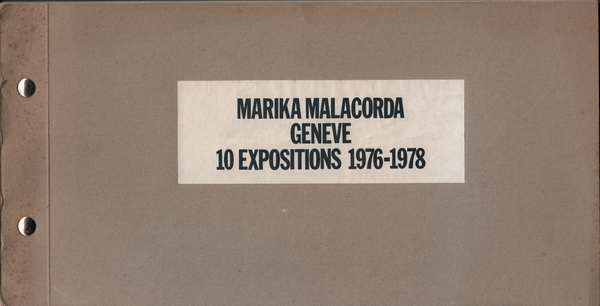 MARIKA MALACORDA
GENEVE
10 EXPOSITIONS 1976-1978